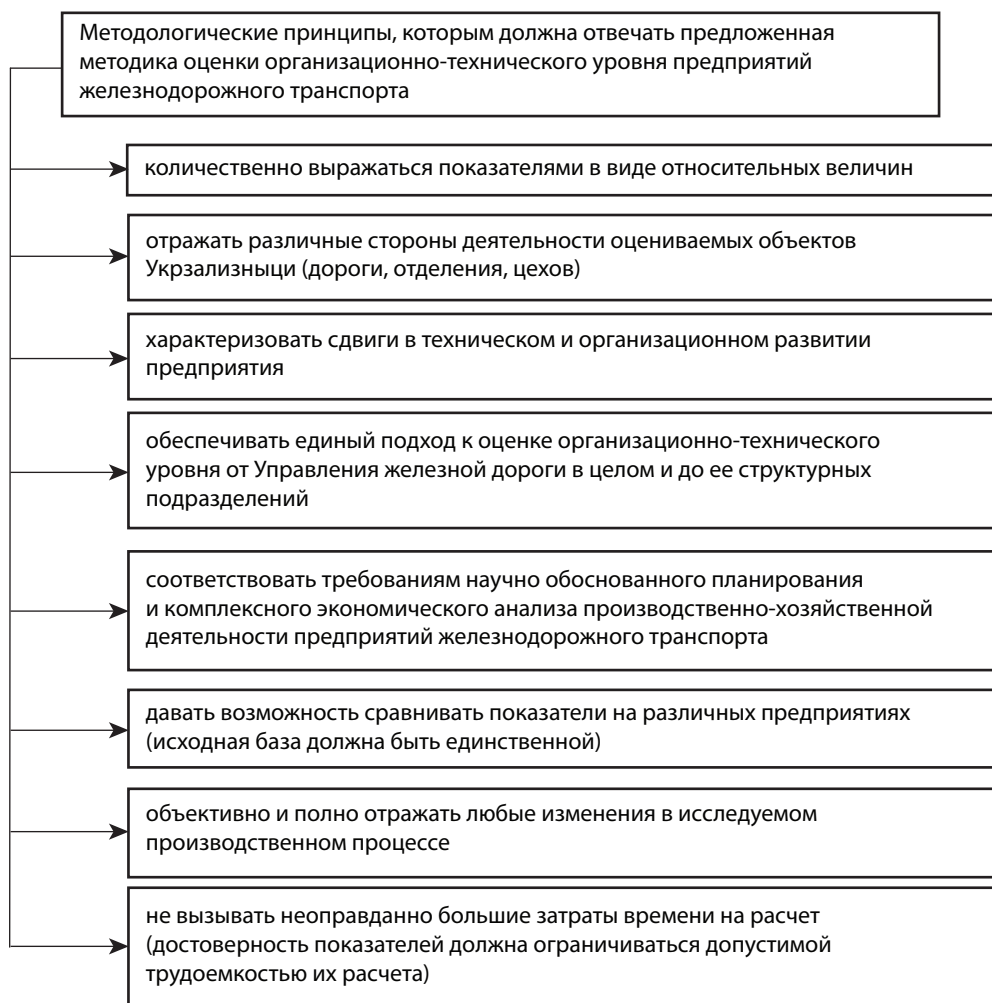 Методологические принципы, которым должна отвечать предложенная
методика оценки организационно-технического уровня предприятий
железнодорожного транспорта
количественно выражаться показателями в виде относительных величин
отражать различные стороны деятельности оцениваемых объектов
Укрзализныци (дороги, отделения, цехов)
характеризовать сдвиги в техническом и организационном развитии
предприятия
обеспечивать единый подход к оценке организационно-технического
уровня от Управления железной дороги в целом и до ее структурных
подразделений
соответствовать требованиям научно обоснованного планирования
и комплексного экономического анализа производственно-хозяйственной
деятельности предприятий железнодорожного транспорта
давать возможность сравнивать показатели на различных предприятиях
(исходная база должна быть единственной)
объективно и полно отражать любые изменения в исследуемом
производственном процессе
не вызывать неоправданно большие затраты времени на расчет
(достоверность показателей должна ограничиваться допустимой
трудоемкостью их расчета)